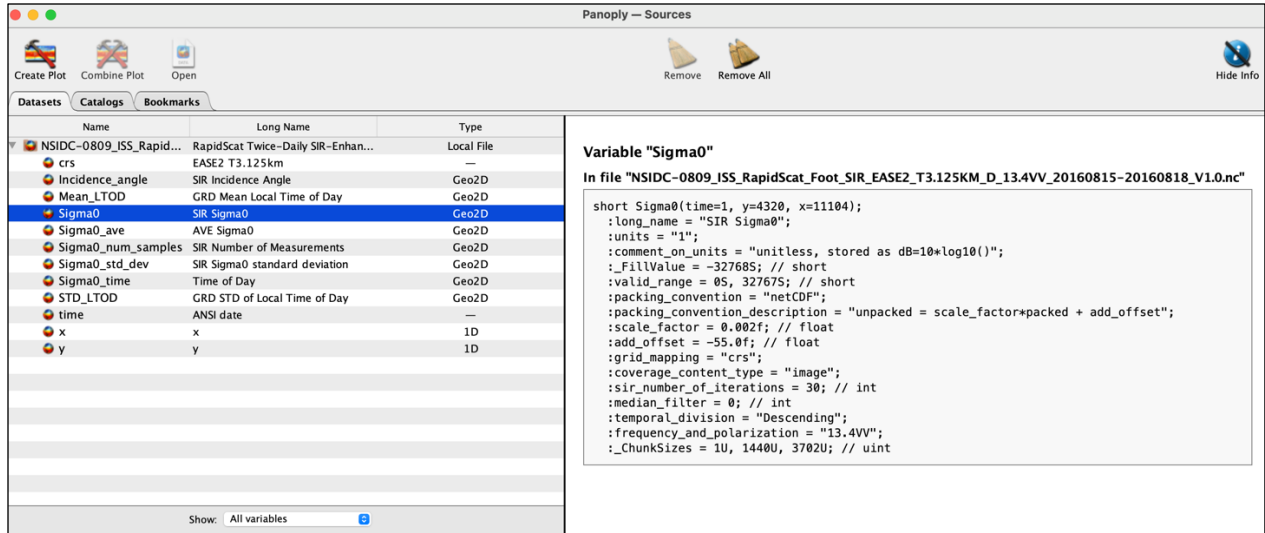 Panoply — Sources
Create Plot Combine Plot Open Remove Remove All Hide Info
Datasets Catalogs Bookmarks
Name Long Name Type
NSIDC-0809_ISS_Rapid... RapidScat Twice-Daily SIR-Enhan... Local File
crs EASE2 T3.125km —
Incidence_angle SIR Incidence Angle Geo2D
Mean_LTOD GRD Mean Local Time of Day Geo2D
Sigma0 SIR Sigma0 Geo2D
Sigma0_ave AVE Sigma0 Geo2D
Sigma0_num_samples SIR Number of Measurements Geo2D
Sigma0_std_dev SIR Sigma0 standard deviation Geo2D
Sigma0_time Time of Day Geo2D
STD_LTOD GRD STD of Local Time of Day Geo2D
time ANSI date —
x x 1D
y y 1D
Show: All variables
Variable "Sigma0"
In file "NSIDC-0809_ISS_RapidScat_Foot_SIR_EASE2_T3.125KM_D_13.4VV_20160815-20160818_V1.0.nc"
short Sigma0(time=1, y=4320, x=11104);
:long_name = "SIR Sigma0";
:units = "1";
:comment_on_units = "unitless, stored as dB=10*log10()";
:_FillValue = -32768S; // short
:valid_range = 0S, 32767S; // short
:packing_convention = "netCDF";
:packing_convention_description = "unpacked = scale_factor*packed + add_offset";
:scale_factor = 0.002f; // float
:add_offset = -55.0f; // float
:grid_mapping = "crs";
:coverage_content_type = "image";
:sir_number_of_iterations = 30; // int
:median_filter = 0; // int
:temporal_division = "Descending";
:frequency_and_polarization = "13.4VV";
:_ChunkSizes = 1U, 1440U, 3702U; // uint